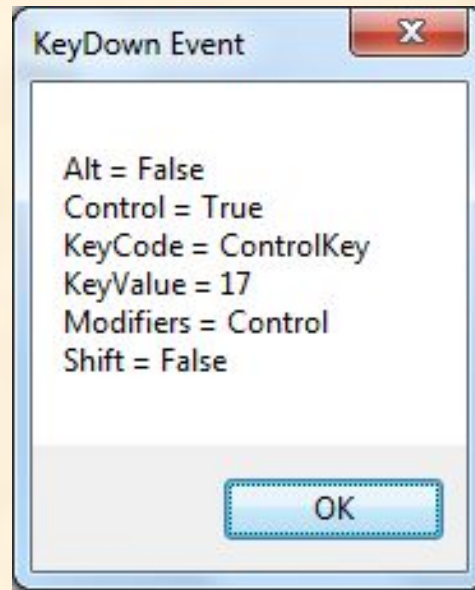 KeyDown Event
Alt = False
Control = True
KeyCode = ControlKey
KeyValue = 17
Modifiers = Control
Shift = False
OK